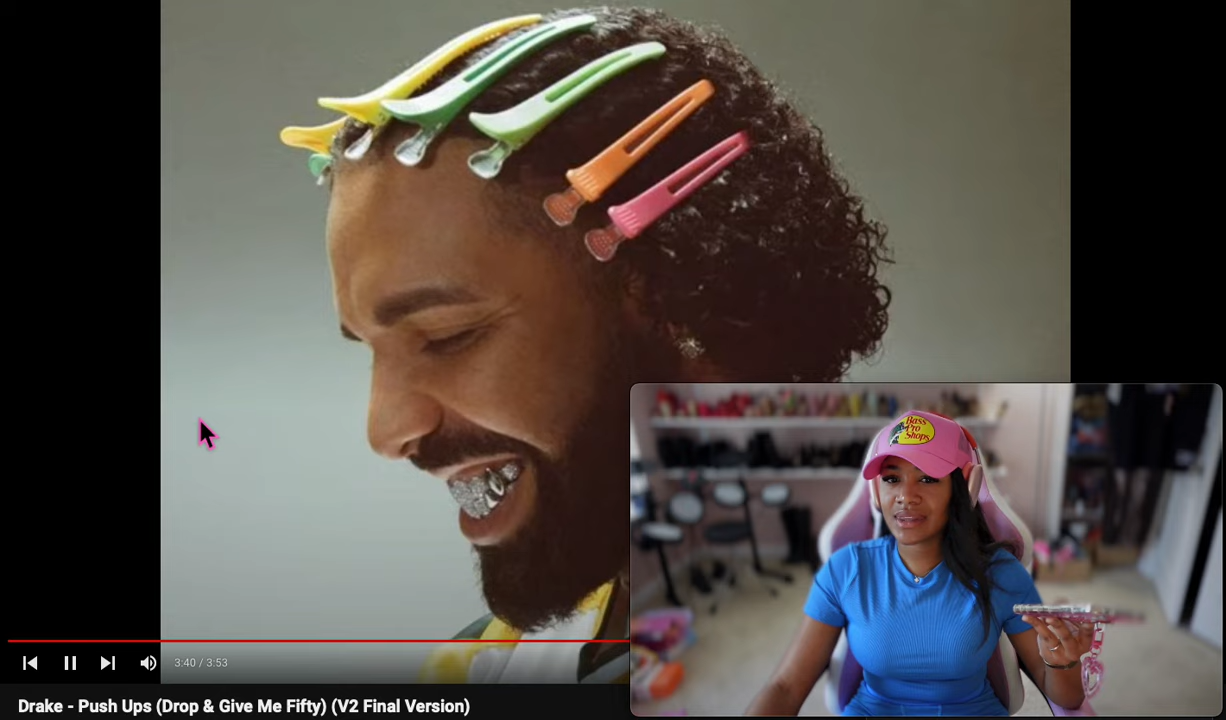 Bass
Pro
Shops
3:40 / 3:53
Drake - Push Ups (Drop & Give Me Fifty) (V2 Final Version)